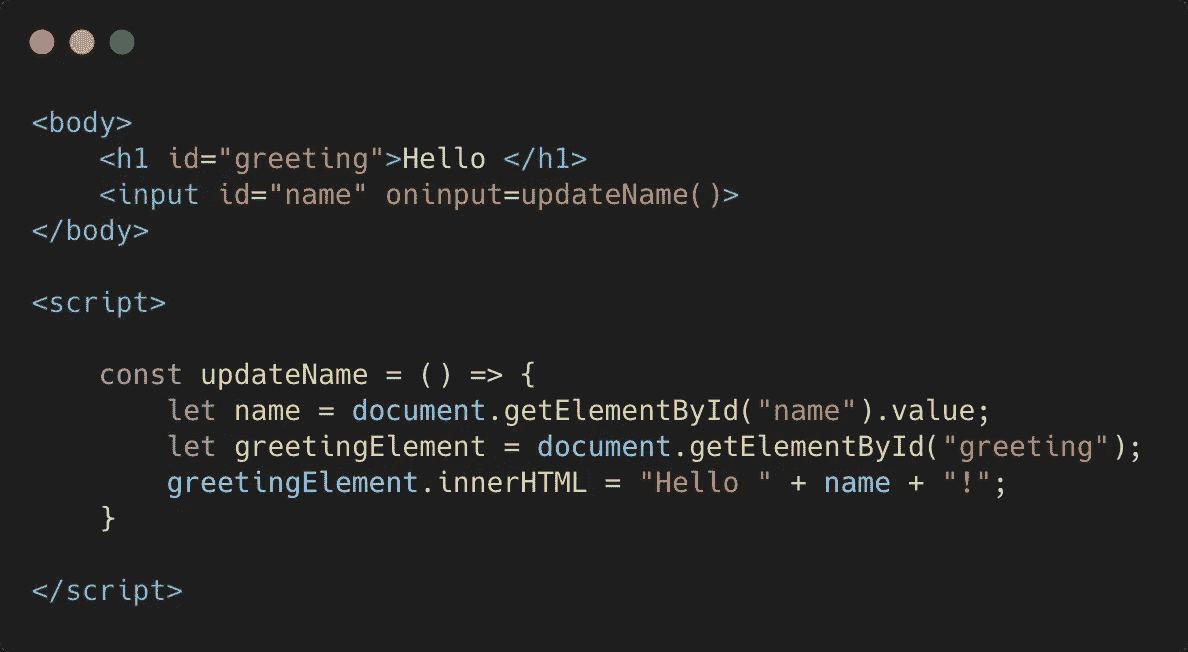 <body>
    <h1 id="greeting">Hello </h1>
    <input id="name" oninput=updateName()>
</body>
<script>
    const updateName = () => {
        let name = document.getElementById("name").value;
        let greetingElement = document.getElementById("greeting");
        greetingElement.innerHTML = "Hello " + name + "!";
    }
</script>